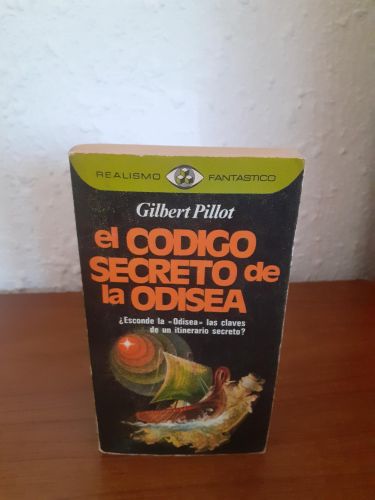 REALISMO FANTASTICO
Gilbert Pillot
el CODIGO
SECRETO de
la ODISEA
¿Esconde la «Odisea» las claves
de un itinerario secreto?